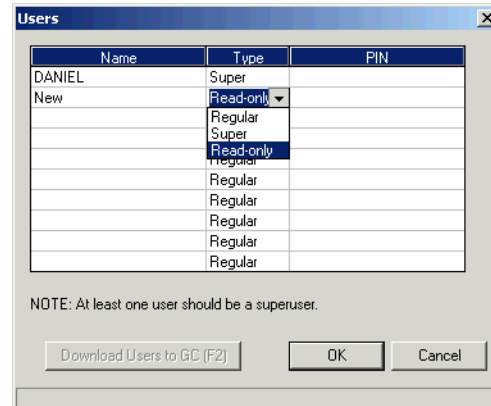 Users
Name Type PIN
DANIEL Super
New Read-only
Regular
Super
Read-only
Regular
Regular
Regular
Regular
Regular
Regular
NOTE: At least one user should be a superuser.
Download Users to GC (F2) OK Cancel